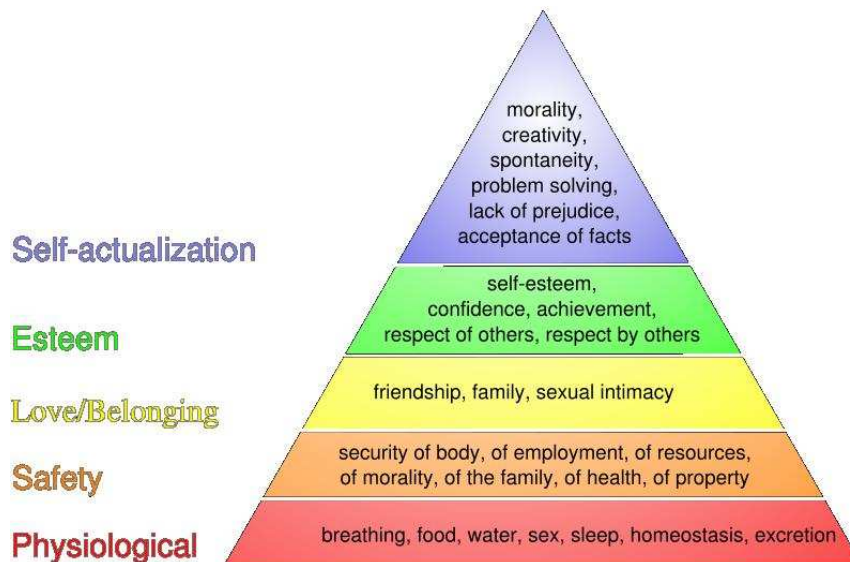 morality,
creativity,
spontaneity,
problem solving,
lack of prejudice,
acceptance of facts
Self-actualization
self-esteem,
confidence, achievement,
respect of others, respect by others
Esteem
friendship, family, sexual intimacy
Love/Belonging
security of body, of employment, of resources,
of morality, of the family, of health, of property
Safety
breathing, food, water, sex, sleep, homeostasis, excretion
Physiological